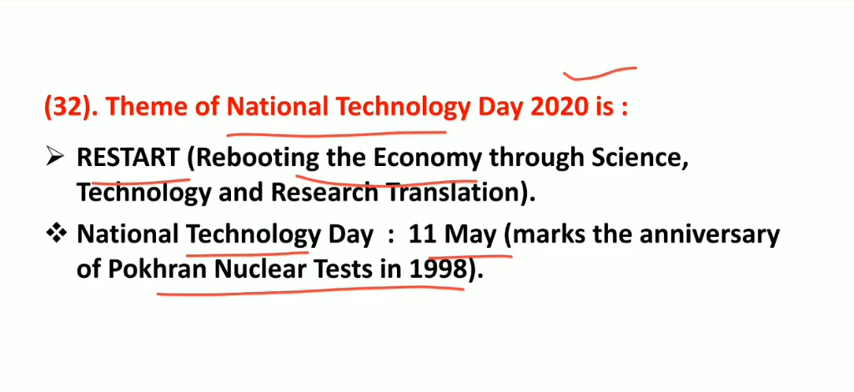 (32). Theme of National Technology Day 2020 is :
➢ RESTART (Rebooting the Economy through Science,
Technology and Research Translation).
❖ National Technology Day : 11 May (marks the anniversary
of Pokhran Nuclear Tests in 1998).